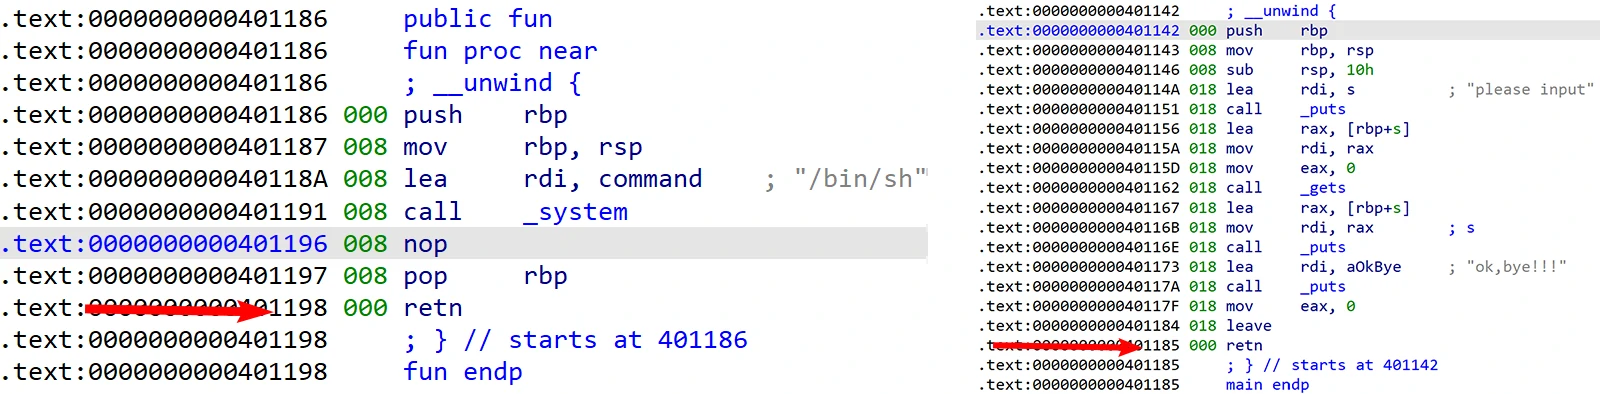 .text:0000000000401186 public fun
.text:0000000000401186 fun proc near
.text:0000000000401186 ; __unwind {
.text:0000000000401186 000 push rbp
.text:0000000000401187 008 mov rbp, rsp
.text:000000000040118A 008 lea rdi, command ; "/bin/sh"
.text:0000000000401191 008 call _system
.text:0000000000401196 008 nop
.text:0000000000401197 008 pop rbp
.text:0000000000401198 000 retn
.text:0000000000401198 ; } // starts at 401186
.text:0000000000401198 fun endp
.text:0000000000401142 ; __unwind {
.text:0000000000401142 000 push rbp
.text:0000000000401143 008 mov rbp, rsp
.text:0000000000401146 008 sub rsp, 10h
.text:000000000040114A 018 lea rdi, s ; "please input"
.text:0000000000401151 018 call _puts
.text:0000000000401156 018 lea rax, [rbp+s]
.text:000000000040115A 018 mov rdi, rax
.text:000000000040115D 018 mov eax, 0
.text:0000000000401162 018 call _gets
.text:0000000000401167 018 lea rax, [rbp+s]
.text:000000000040116B 018 mov rdi, rax ; s
.text:000000000040116E 018 call _puts
.text:0000000000401173 018 lea rdi, aOkBye ; "ok,bye!!!"
.text:000000000040117A 018 call _puts
.text:000000000040117F 018 mov eax, 0
.text:0000000000401184 018 leave
.text:0000000000401185 000 retn
.text:0000000000401185 ; } // starts at 401142
.text:0000000000401185 main endp